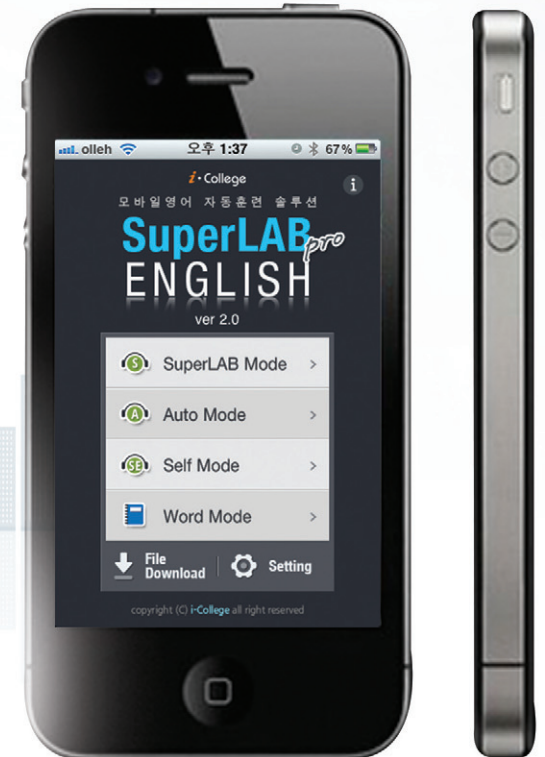 olleh 오후 1:37 67%
i·College
모바일영어 자동훈련 솔루션
SuperLAB pro
ENGLISH
ver 2.0
S SuperLAB Mode >
A Auto Mode >
SE Self Mode >
Word Mode >
File Download
Setting
copyright (C) i-College all right reserved